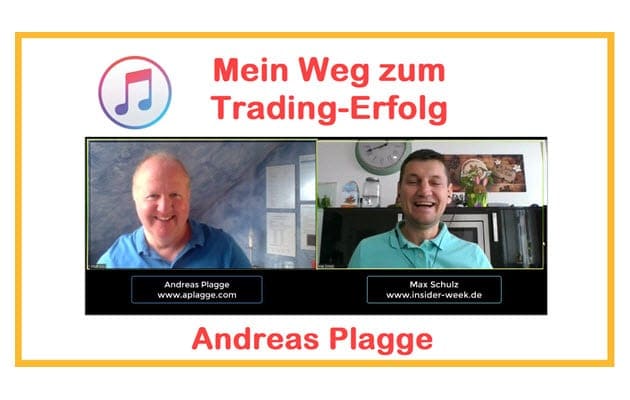 Mein Weg zum
Trading-Erfolg
Andreas Plagge
www.aplagge.com
Max Schulz
www.insider-week.de
Andreas Plagge